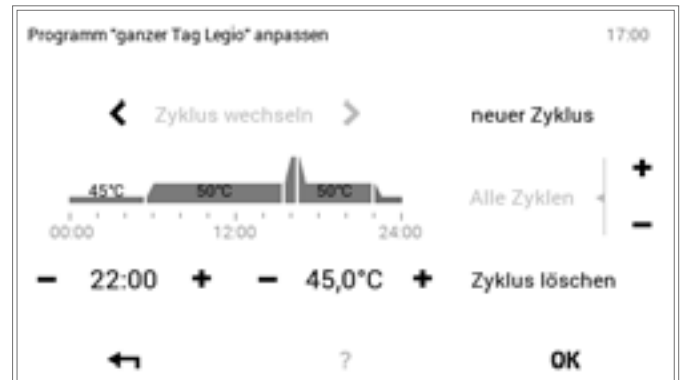 Programm "ganzer Tag Legio" anpassen 17:00
Zyklus wechseln neuer Zyklus
45°C 50°C 50°C
Alle Zyklen
+
–
00:00 12:00 24:00
– 22:00 + – 45,0°C + Zyklus löschen
? OK